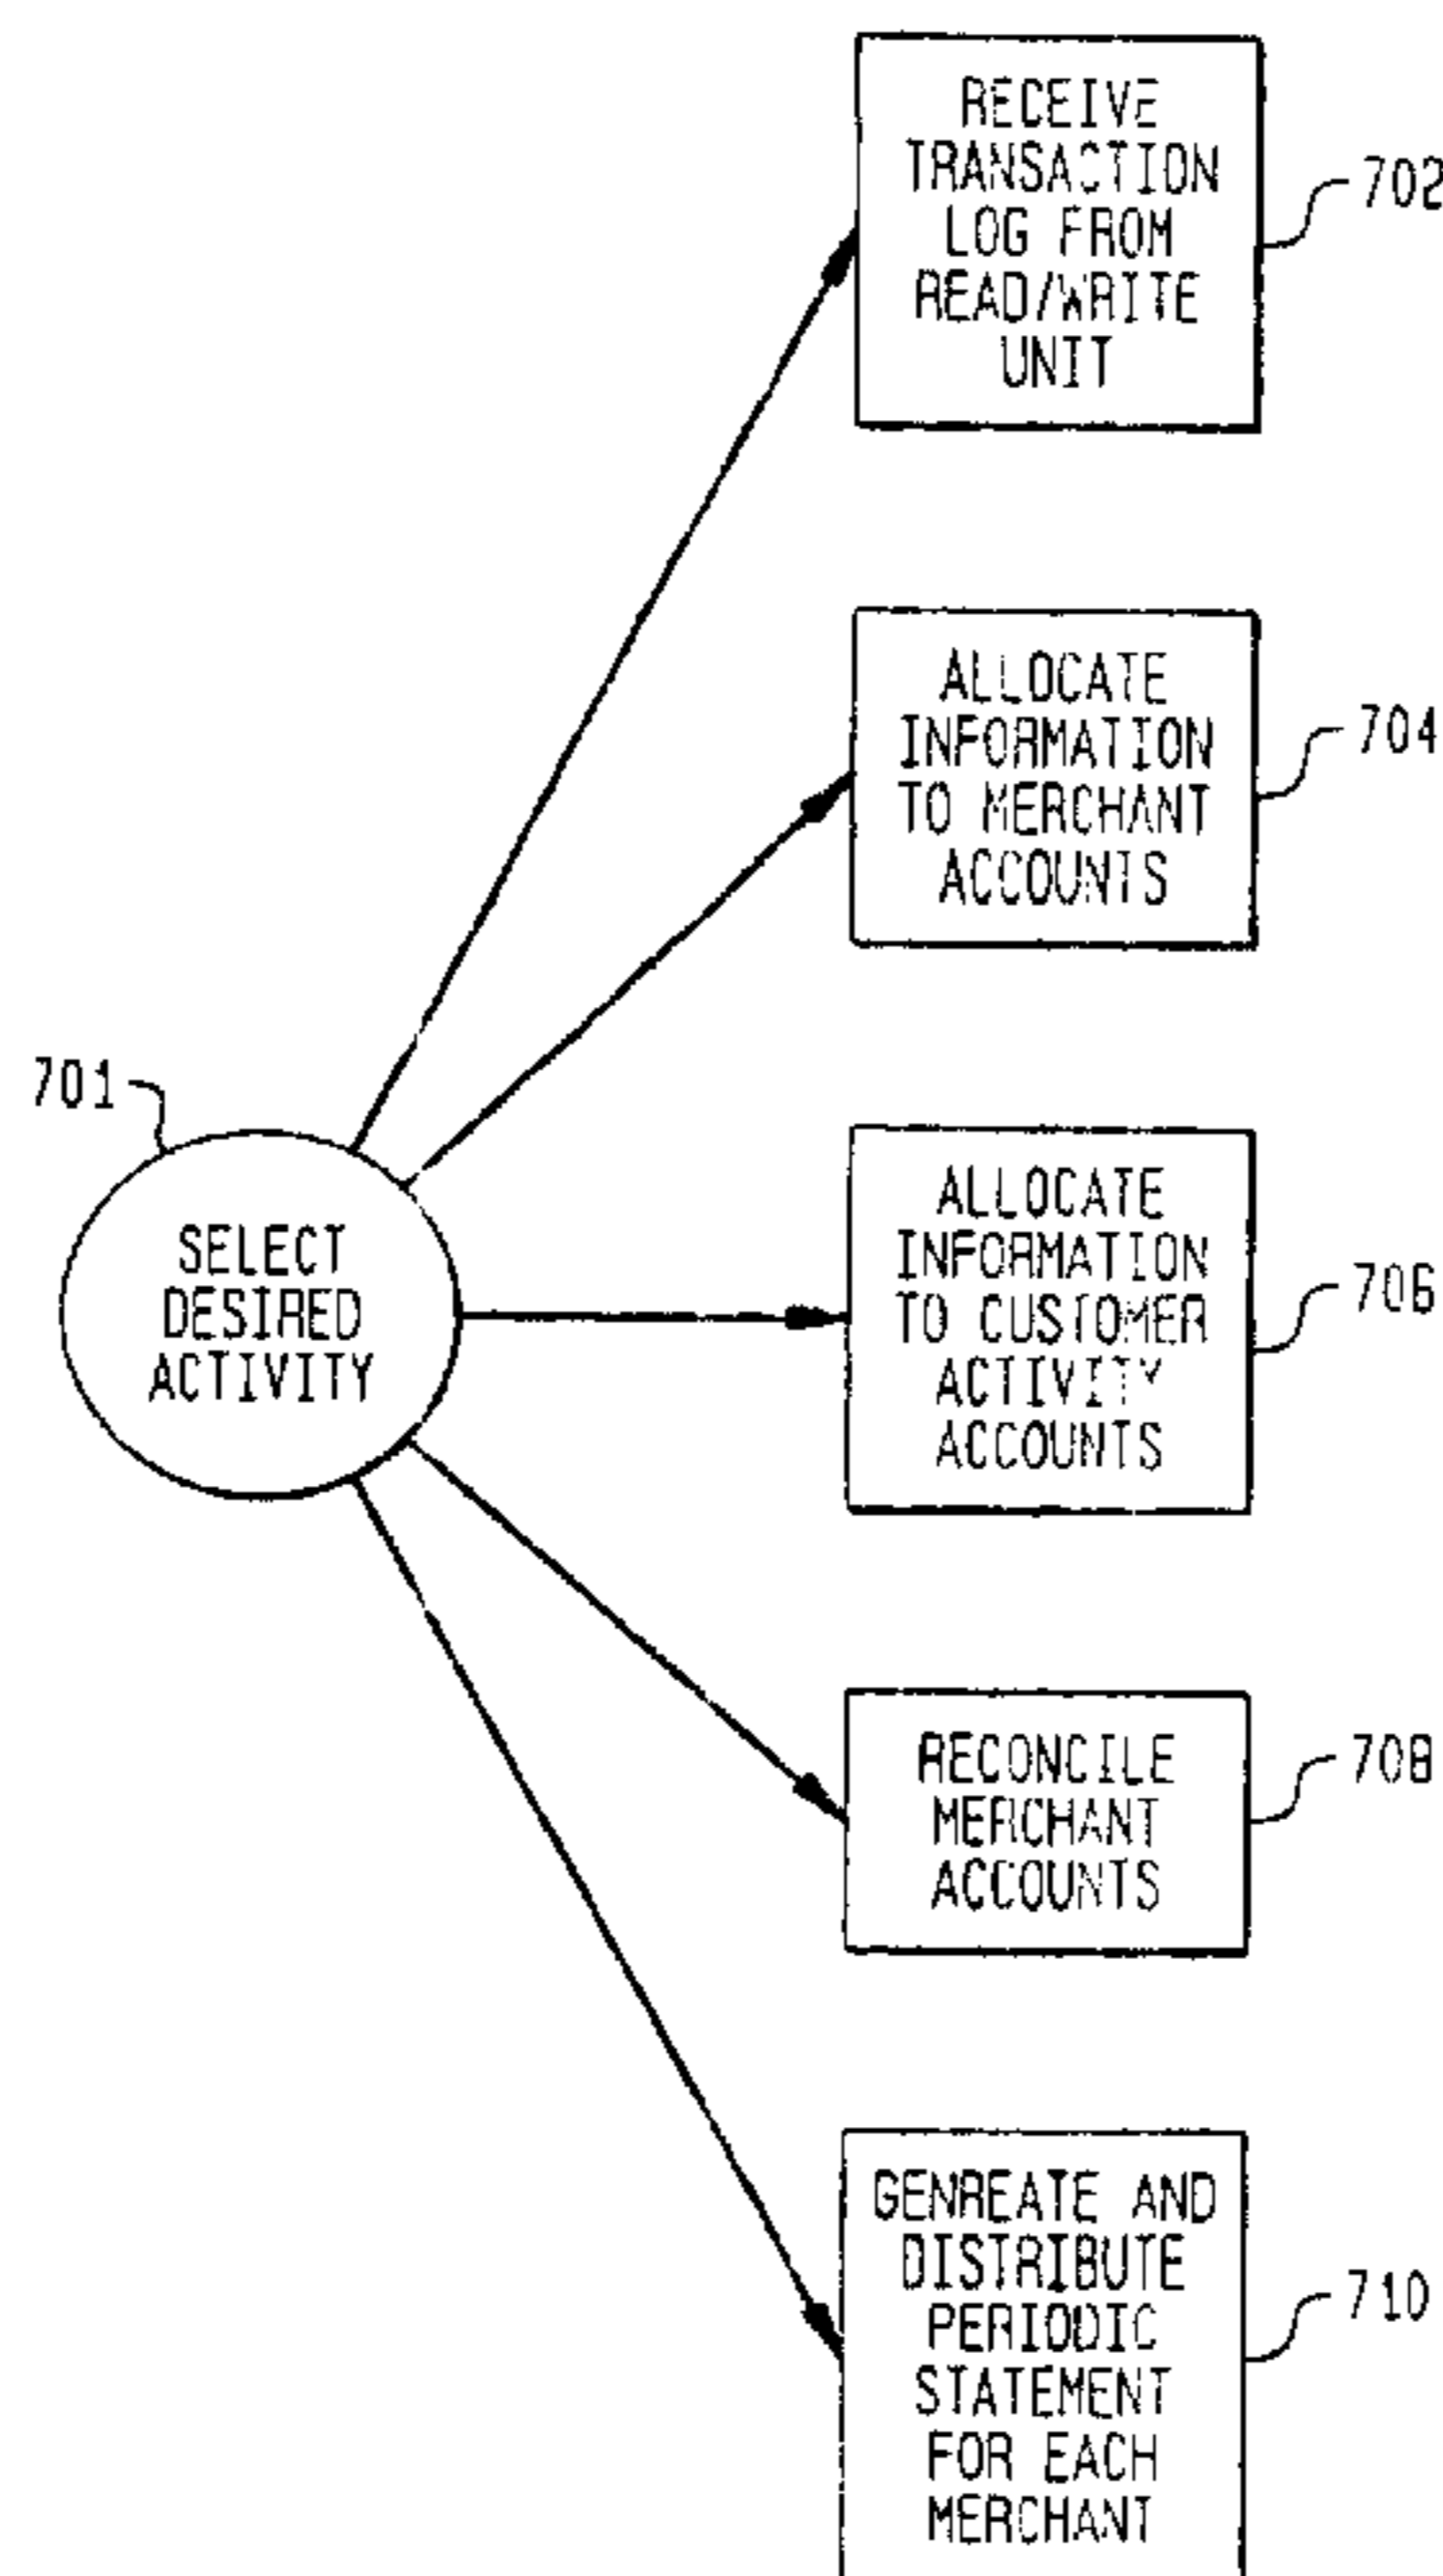 RECEIVE
TRANSACTION
LOG FROM
READ/WRITE
UNIT
702
ALLOCATE
INFORMATION
TO MERCHANT
ACCOUNTS
704
701
SELECT
DESIRED
ACTIVITY
ALLOCATE
INFORMATION
TO CUSTOMER
ACTIVITY
ACCOUNTS
706
RECONCILE
MERCHANT
ACCOUNTS
708
GENREATE AND
DISTRIBUTE
PERIODIC
STATEMENT
FOR EACH
MERCHANT
710